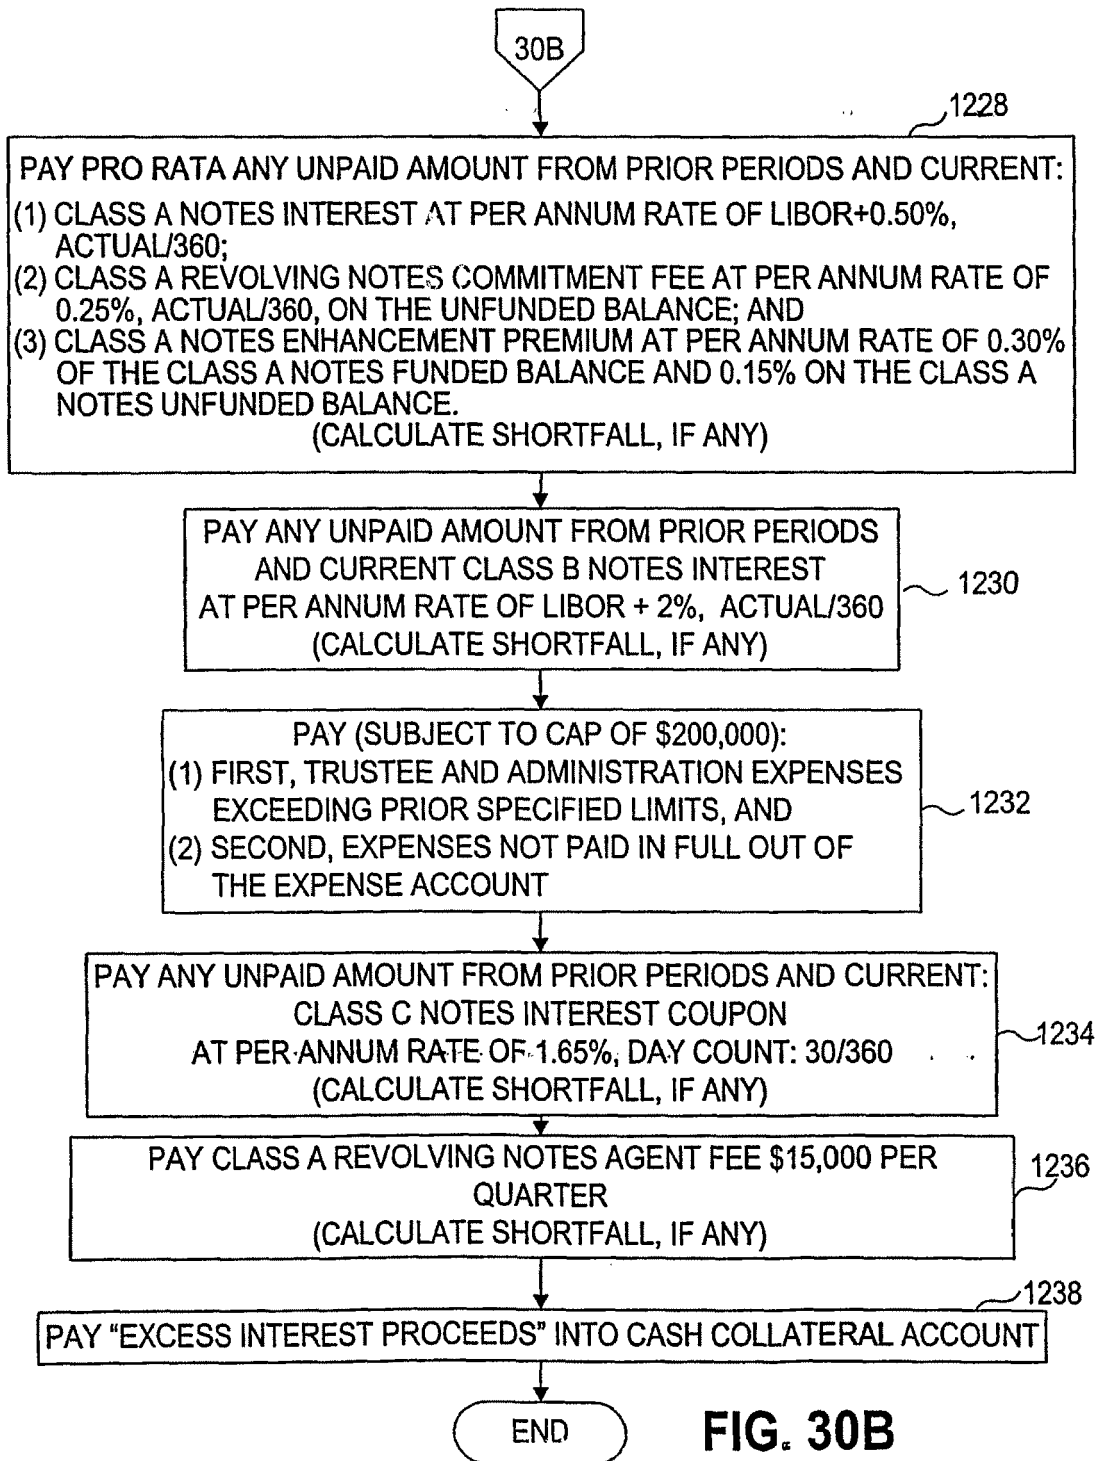 30B
1228
PAY PRO RATA ANY UNPAID AMOUNT FROM PRIOR PERIODS AND CURRENT:
(1) CLASS A NOTES INTEREST AT PER ANNUM RATE OF LIBOR+0.50%,
ACTUAL/360;
(2) CLASS A REVOLVING NOTES COMMITMENT FEE AT PER ANNUM RATE OF
0.25%, ACTUAL/360, ON THE UNFUNDED BALANCE; AND
(3) CLASS A NOTES ENHANCEMENT PREMIUM AT PER ANNUM RATE OF 0.30%
OF THE CLASS A NOTES FUNDED BALANCE AND 0.15% ON THE CLASS A
NOTES UNFUNDED BALANCE.
(CALCULATE SHORTFALL, IF ANY)
PAY ANY UNPAID AMOUNT FROM PRIOR PERIODS
AND CURRENT CLASS B NOTES INTEREST
AT PER ANNUM RATE OF LIBOR + 2%, ACTUAL/360
(CALCULATE SHORTFALL, IF ANY)
1230
PAY (SUBJECT TO CAP OF $200,000):
(1) FIRST, TRUSTEE AND ADMINISTRATION EXPENSES
EXCEEDING PRIOR SPECIFIED LIMITS, AND
(2) SECOND, EXPENSES NOT PAID IN FULL OUT OF
THE EXPENSE ACCOUNT
1232
PAY ANY UNPAID AMOUNT FROM PRIOR PERIODS AND CURRENT:
CLASS C NOTES INTEREST COUPON
AT PER ANNUM RATE OF 1.65%, DAY COUNT: 30/360
(CALCULATE SHORTFALL, IF ANY)
1234
PAY CLASS A REVOLVING NOTES AGENT FEE $15,000 PER
QUARTER
(CALCULATE SHORTFALL, IF ANY)
1236
1238
PAY "EXCESS INTEREST PROCEEDS" INTO CASH COLLATERAL ACCOUNT
END
FIG. 30B